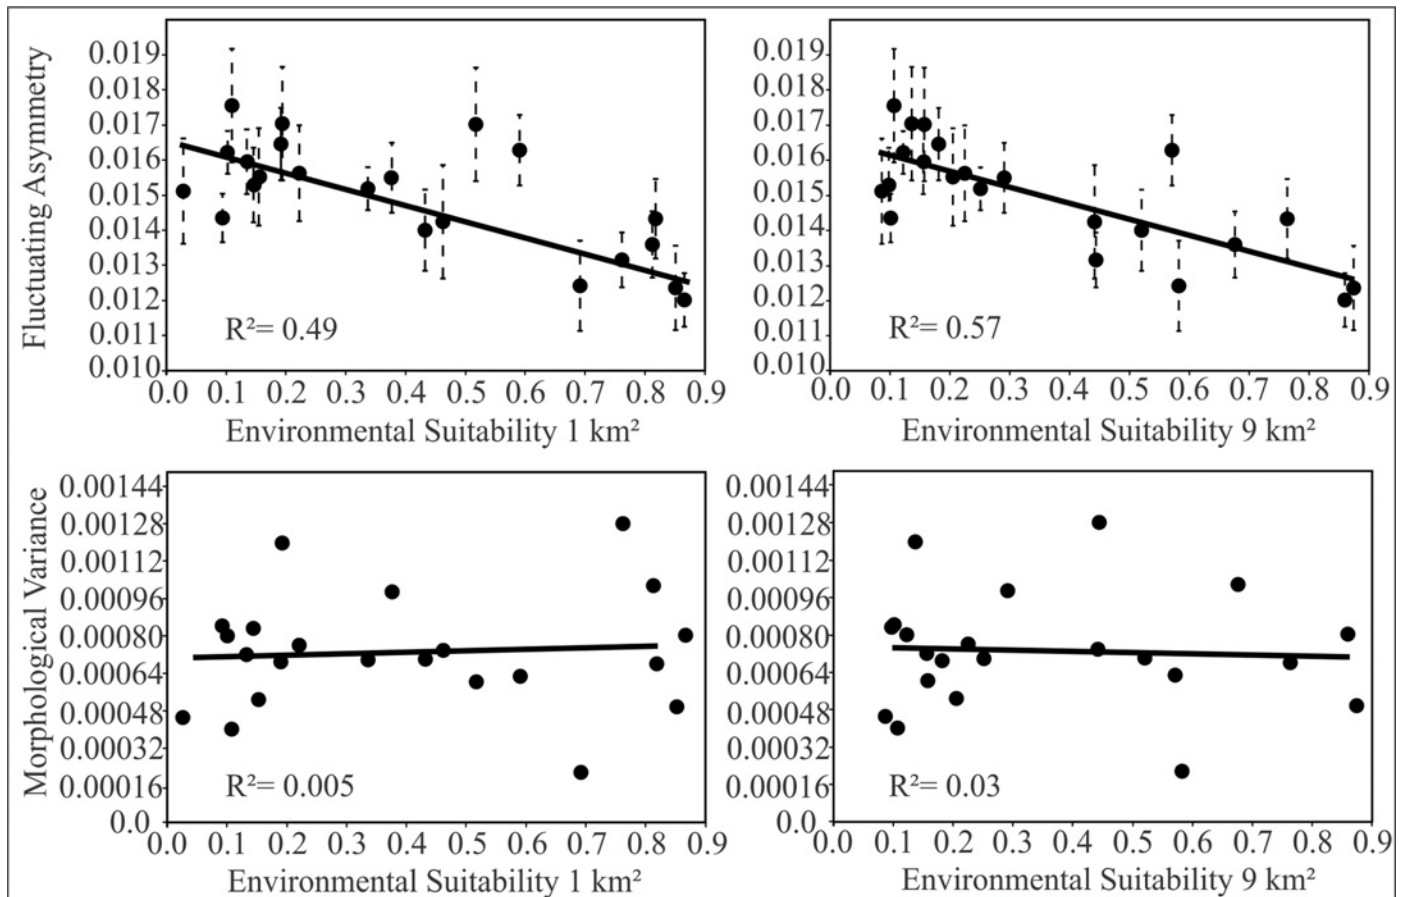 Fluctuating Asymmetry
0.019
0.018
0.017
0.016
0.015
0.014
0.013
0.012
0.011
0.010
R²= 0.49
0.0 0.1 0.2 0.3 0.4 0.5 0.6 0.7 0.8 0.9
Environmental Suitability 1 km²
0.019
0.018
0.017
0.016
0.015
0.014
0.013
0.012
0.011
0.010
R²= 0.57
0.0 0.1 0.2 0.3 0.4 0.5 0.6 0.7 0.8 0.9
Environmental Suitability 9 km²
Morphological Variance
0.00144
0.00128
0.00112
0.00096
0.00080
0.00064
0.00048
0.00032
0.00016
0.0
R²= 0.005
0.0 0.1 0.2 0.3 0.4 0.5 0.6 0.7 0.8 0.9
Environmental Suitability 1 km²
0.00144
0.00128
0.00112
0.00096
0.00080
0.00064
0.00048
0.00032
0.00016
0.0
R²= 0.03
0.0 0.1 0.2 0.3 0.4 0.5 0.6 0.7 0.8 0.9
Environmental Suitability 9 km²